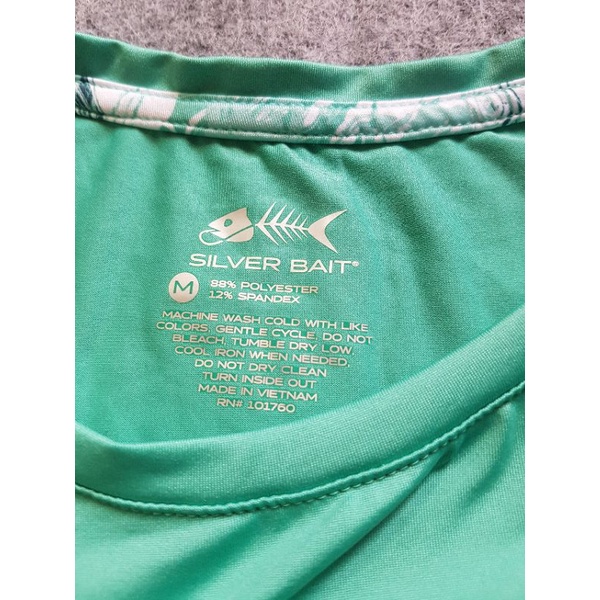 SILVER BAIT®
M
88% POLYESTER
12% SPANDEX
MACHINE WASH COLD WITH LIKE
COLORS, GENTLE CYCLE, DO NOT
BLEACH, TUMBLE DRY LOW,
COOL IRON WHEN NEEDED,
DO NOT DRY CLEAN
TURN INSIDE OUT
MADE IN VIETNAM
RN# 101760